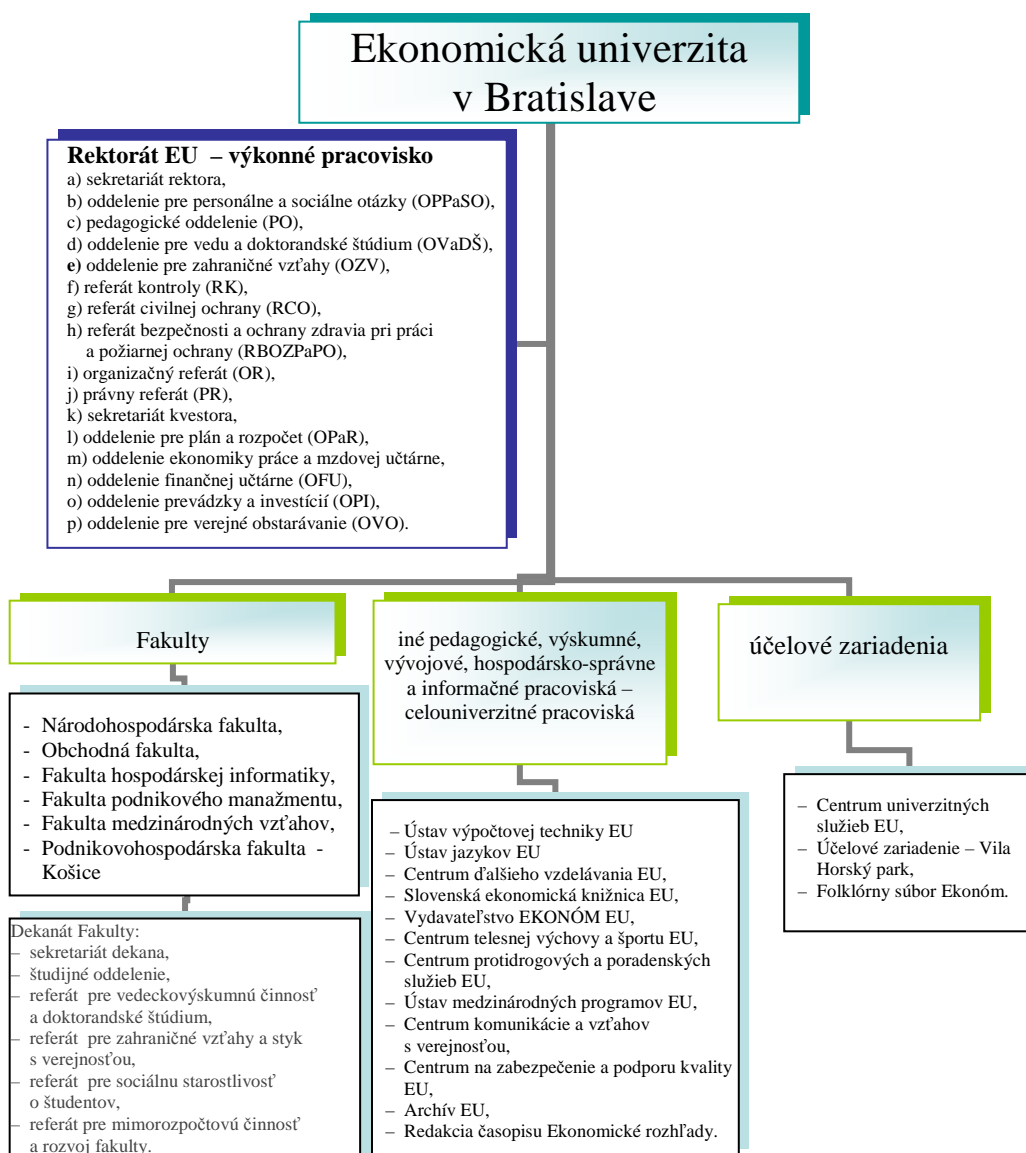 Ekonomická univerzita
v Bratislave
Rektorát EU – výkonné pracovisko
a) sekretariát rektora,
b) oddelenie pre personálne a sociálne otázky (OPPaSO),
c) pedagogické oddelenie (PO),
d) oddelenie pre vedu a doktorandské štúdium (OVaDŠ),
e) oddelenie pre zahraničné vzťahy (OZV),
f) referát kontroly (RK),
g) referát civilnej ochrany (RCO),
h) referát bezpečnosti a ochrany zdravia pri práci
a požiarnej ochrany (RBOZPaPO),
i) organizačný referát (OR),
j) právny referát (PR),
k) sekretariát kvestora,
l) oddelenie pre plán a rozpočet (OPaR),
m) oddelenie ekonomiky práce a mzdovej učtárne,
n) oddelenie finančnej učtárne (OFU),
o) oddelenie prevádzky a investícií (OPI),
p) oddelenie pre verejné obstarávanie (OVO).
Fakulty
- Národohospodárska fakulta,
- Obchodná fakulta,
- Fakulta hospodárskej informatiky,
- Fakulta podnikového manažmentu,
- Fakulta medzinárodných vzťahov,
- Podnikovohospodárska fakulta -
Košice
Dekanát Fakulty:
– sekretariát dekana,
– študijné oddelenie,
– referát pre vedeckovýskumnú činnosť
a doktorandské štúdium,
– referát pre zahraničné vzťahy a styk
s verejnosťou,
– referát pre sociálnu starostlivosť
o študentov,
– referát pre mimorozpočtovú činnosť
a rozvoj fakulty.
iné pedagogické, výskumné,
vývojové, hospodársko-správne
a informačné pracoviská –
celouniverzitné pracoviská
– Ústav výpočtovej techniky EU
– Ústav jazykov EU
– Centrum ďalšieho vzdelávania EU,
– Slovenská ekonomická knižnica EU,
– Vydavateľstvo EKONÓM EU,
– Centrum telesnej výchovy a športu EU,
– Centrum protidrogových a poradenských
služieb EU,
– Ústav medzinárodných programov EU,
– Centrum komunikácie a vzťahov
s verejnosťou,
– Centrum na zabezpečenie a podporu kvality
EU,
– Archív EU,
– Redakcia časopisu Ekonomické rozhľady.
účelové zariadenia
– Centrum univerzitných
služieb EU,
– Účelové zariadenie – Vila
Horský park,
– Folklórny súbor Ekonóm.